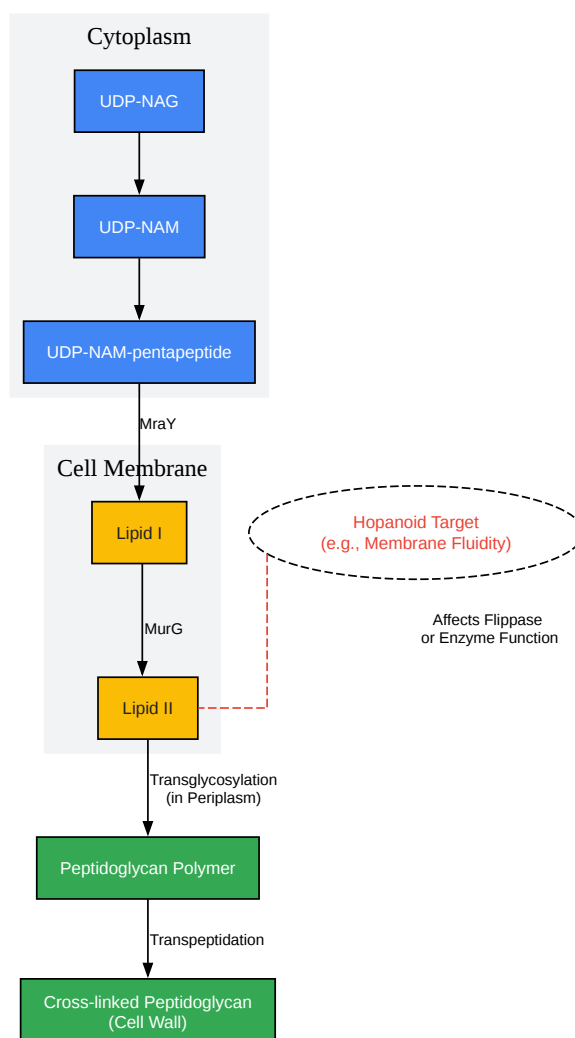 Cytoplasm
UDP-NAG
UDP-NAM
UDP-NAM-pentapeptide
MraY
Cell Membrane
Lipid I
Hopanoid Target
(e.g., Membrane Fluidity)
Affects Flippase
or Enzyme Function
MurG
Lipid II
Transglycosylation
(in Periplasm)
Peptidoglycan Polymer
Transpeptidation
Cross-linked Peptidoglycan
(Cell Wall)